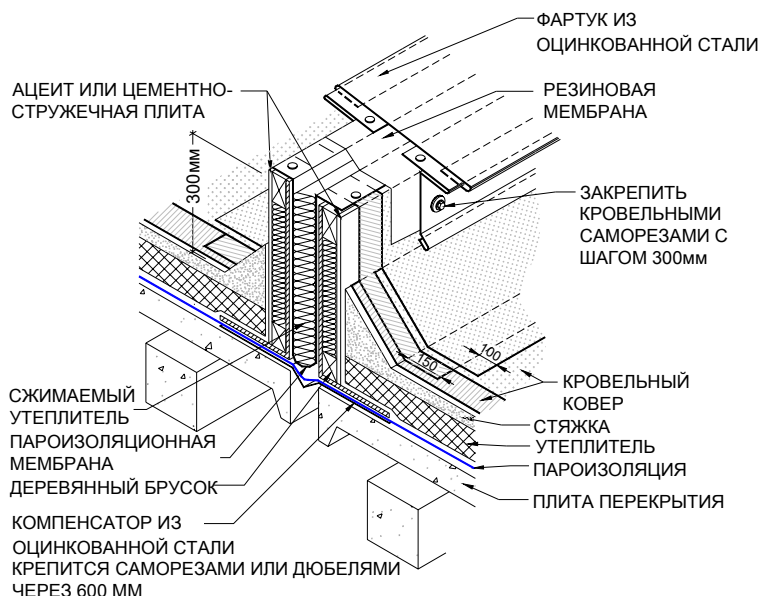 ФАРТУК ИЗ
ОЦИНКОВАННОЙ СТАЛИ
АЦЕИТ ИЛИ ЦЕМЕНТНО-
СТРУЖЕЧНАЯ ПЛИТА
РЕЗИНОВАЯ
МЕМБРАНА
300мм
ЗАКРЕПИТЬ
КРОВЕЛЬНЫМИ
САМОРЕЗАМИ С
ШАГОМ 300мм
150
100
СЖИМАЕМЫЙ
УТЕПЛИТЕЛЬ
ПАРОИЗОЛЯЦИОННАЯ
МЕМБРАНА
ДЕРЕВЯННЫЙ БРУСОК
КОМПЕНСАТОР ИЗ
ОЦИНКОВАННОЙ СТАЛИ
КРЕПИТСЯ САМОРЕЗАМИ ИЛИ ДЮБЕЛЯМИ
ЧЕРЕЗ 600 ММ
КРОВЕЛЬНЫЙ
КОВЕР
СТЯЖКА
УТЕПЛИТЕЛЬ
ПАРОИЗОЛЯЦИЯ
ПЛИТА ПЕРЕКРЫТИЯ